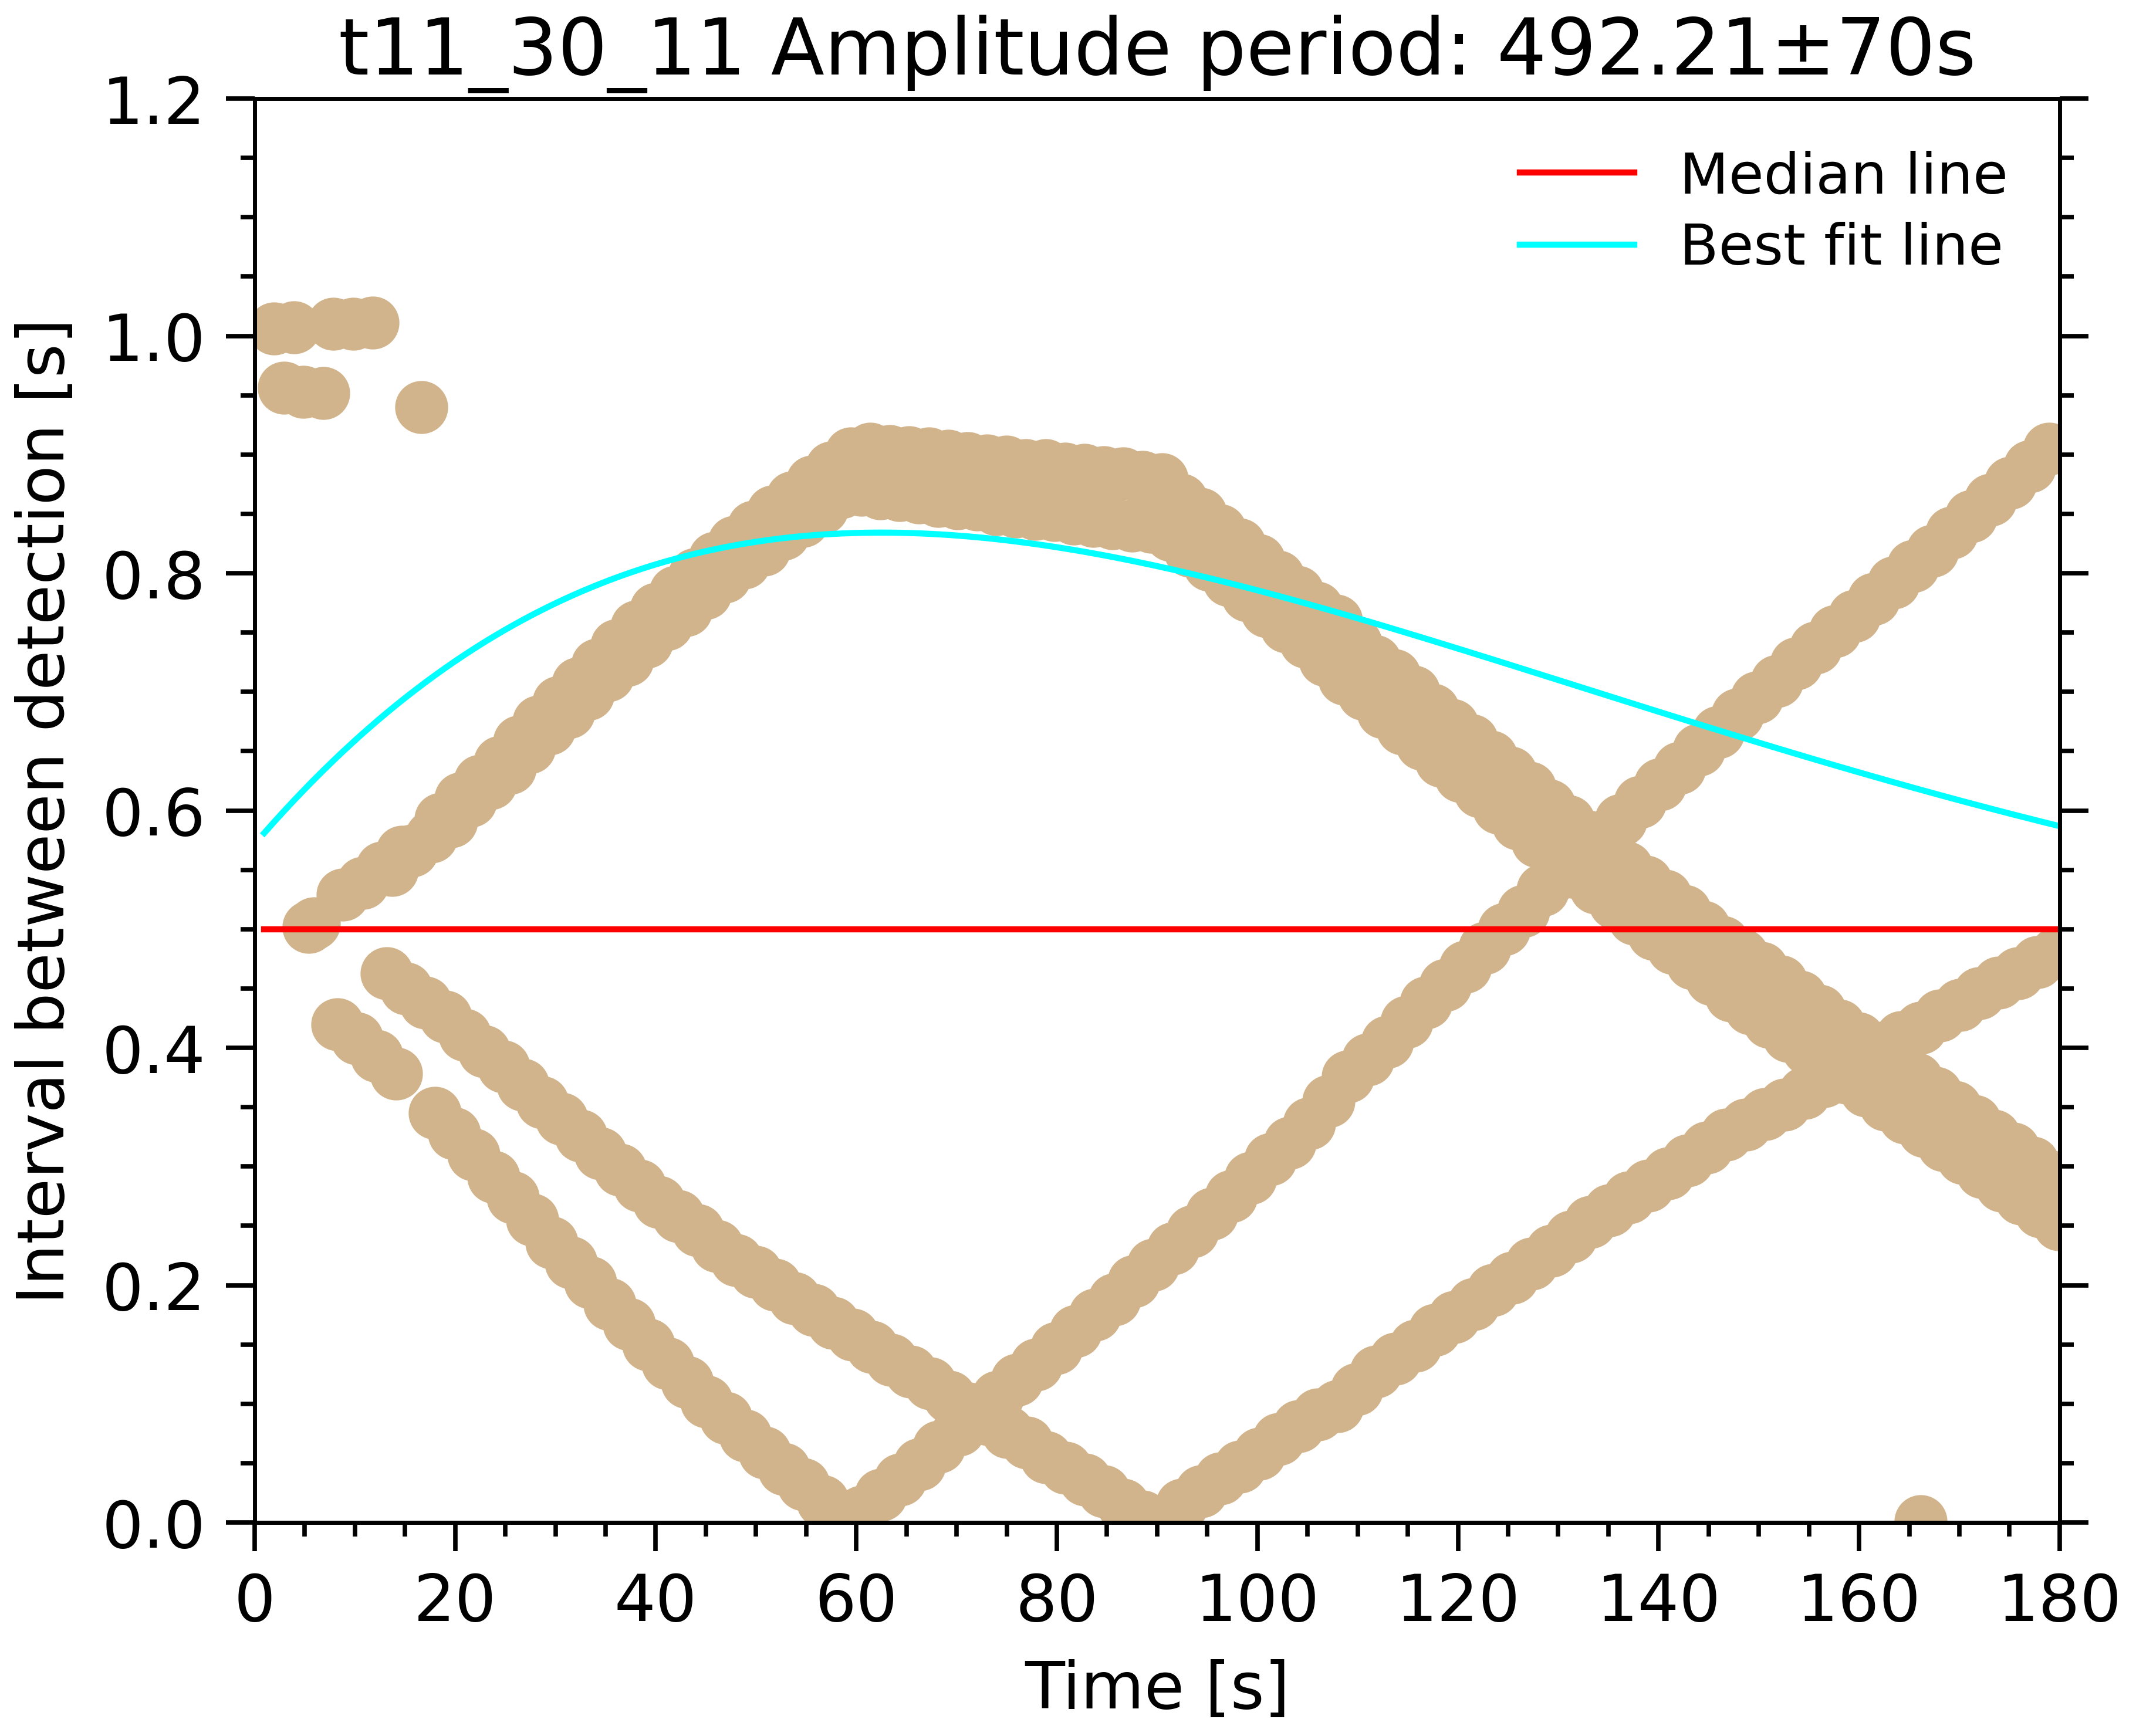 t11_30_11 Amplitude period: 492.21±70s
1.2
1.0
0.8
0.6
0.4
0.2
0.0
Interval between detection [s]
Median line
Best fit line
0 20 40 60 80 100 120 140 160 180
Time [s]